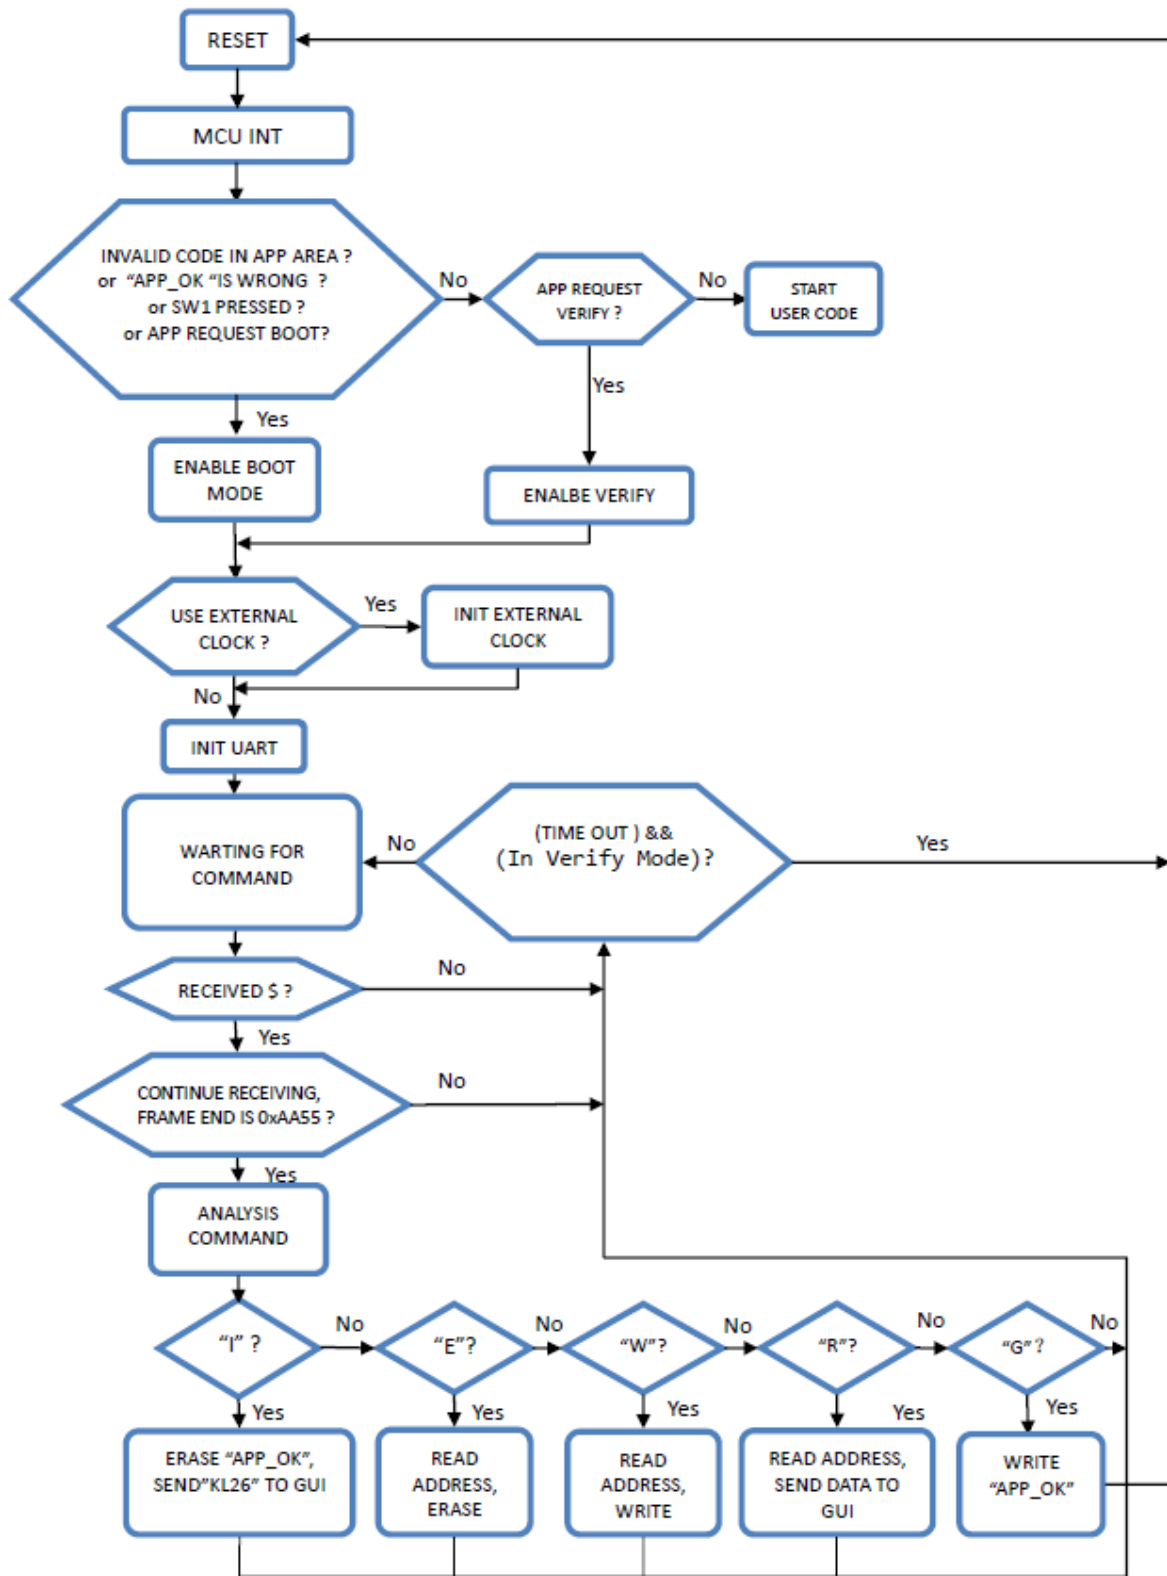 RESET
MCU INT
INVALID CODE IN APP AREA ?
or “APP_OK “IS WRONG ?
or SW1 PRESSED ?
or APP REQUEST BOOT?
No
APP REQUEST
VERIFY ?
No
START
USER CODE
Yes
Yes
ENABLE BOOT
MODE
ENALBE VERIFY
USE EXTERNAL
CLOCK ?
Yes
INIT EXTERNAL
CLOCK
No
INIT UART
WARTING FOR
COMMAND
No
(TIME OUT ) &&
(In Verify Mode)?
Yes
RECEIVED $ ?
No
Yes
CONTINUE RECEIVING,
FRAME END IS 0xAA55 ?
No
Yes
ANALYSIS
COMMAND
“I” ?
No
“E”?
No
“W”?
No
“R”?
No
“G”?
No
Yes
Yes
Yes
Yes
Yes
ERASE “APP_OK”,
SEND”KL26” TO GUI
READ
ADDRESS,
ERASE
READ
ADDRESS,
WRITE
READ ADDRESS,
SEND DATA TO
GUI
WRITE
“APP_OK”